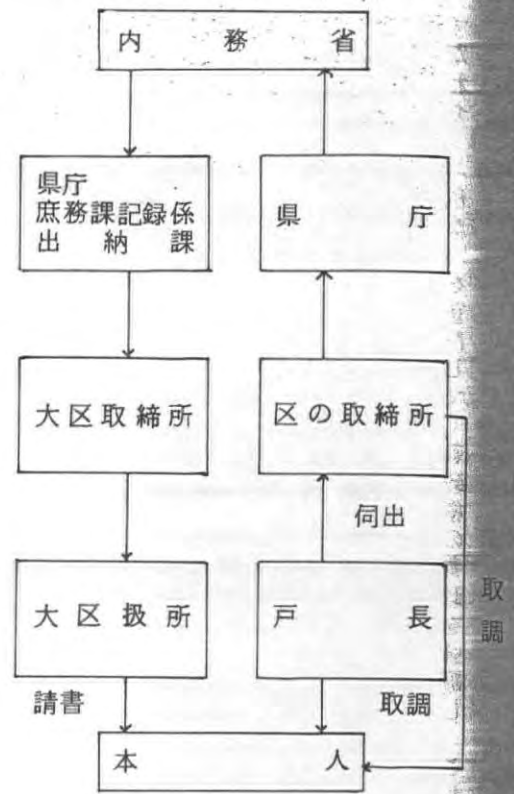 内務省
県庁
庶務課記録係
出納課
県庁
大区取締所
区の取締所
伺出
大区扱所
戸長
取調
請書
取調
本人